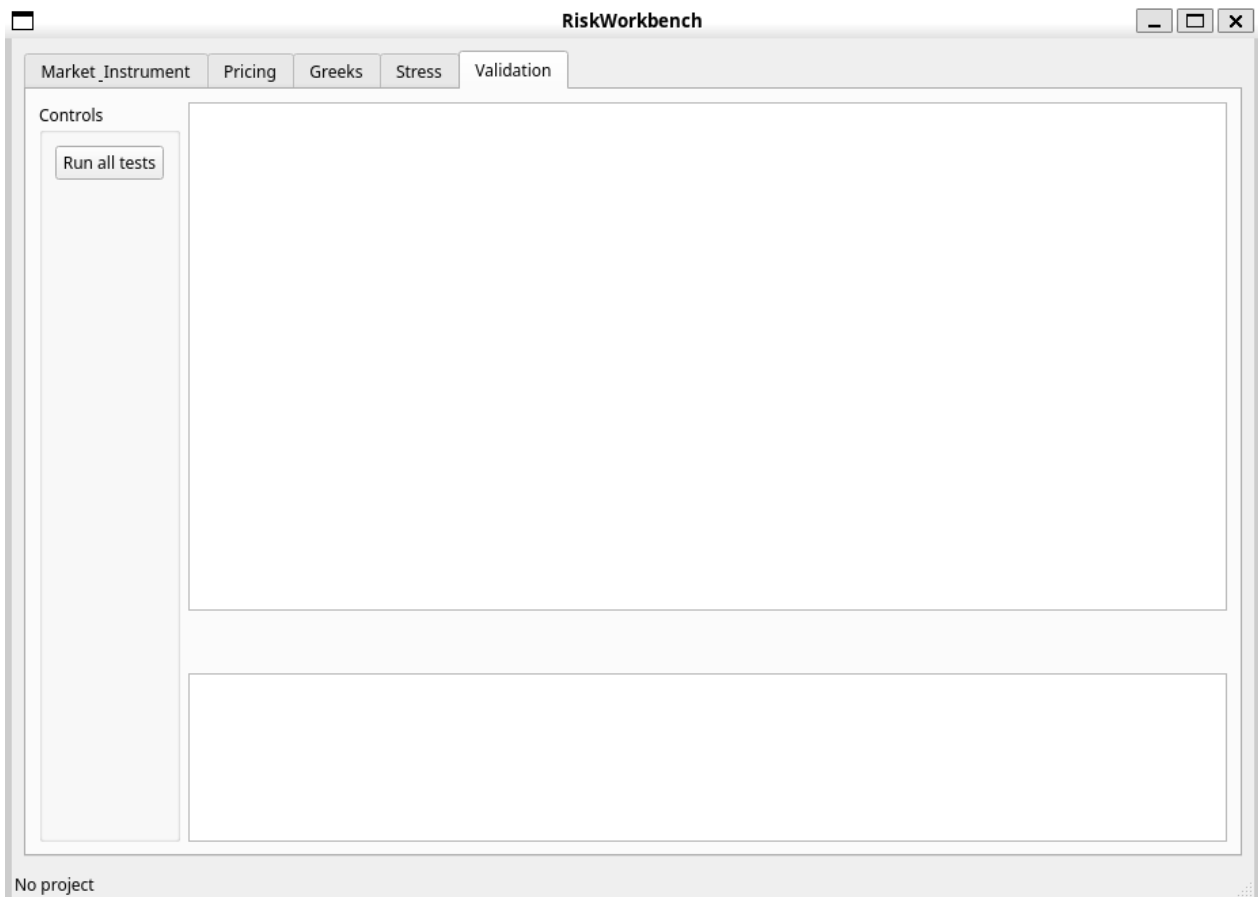 RiskWorkbench
Market_Instrument Pricing Greeks Stress Validation
Controls
Run all tests
No project